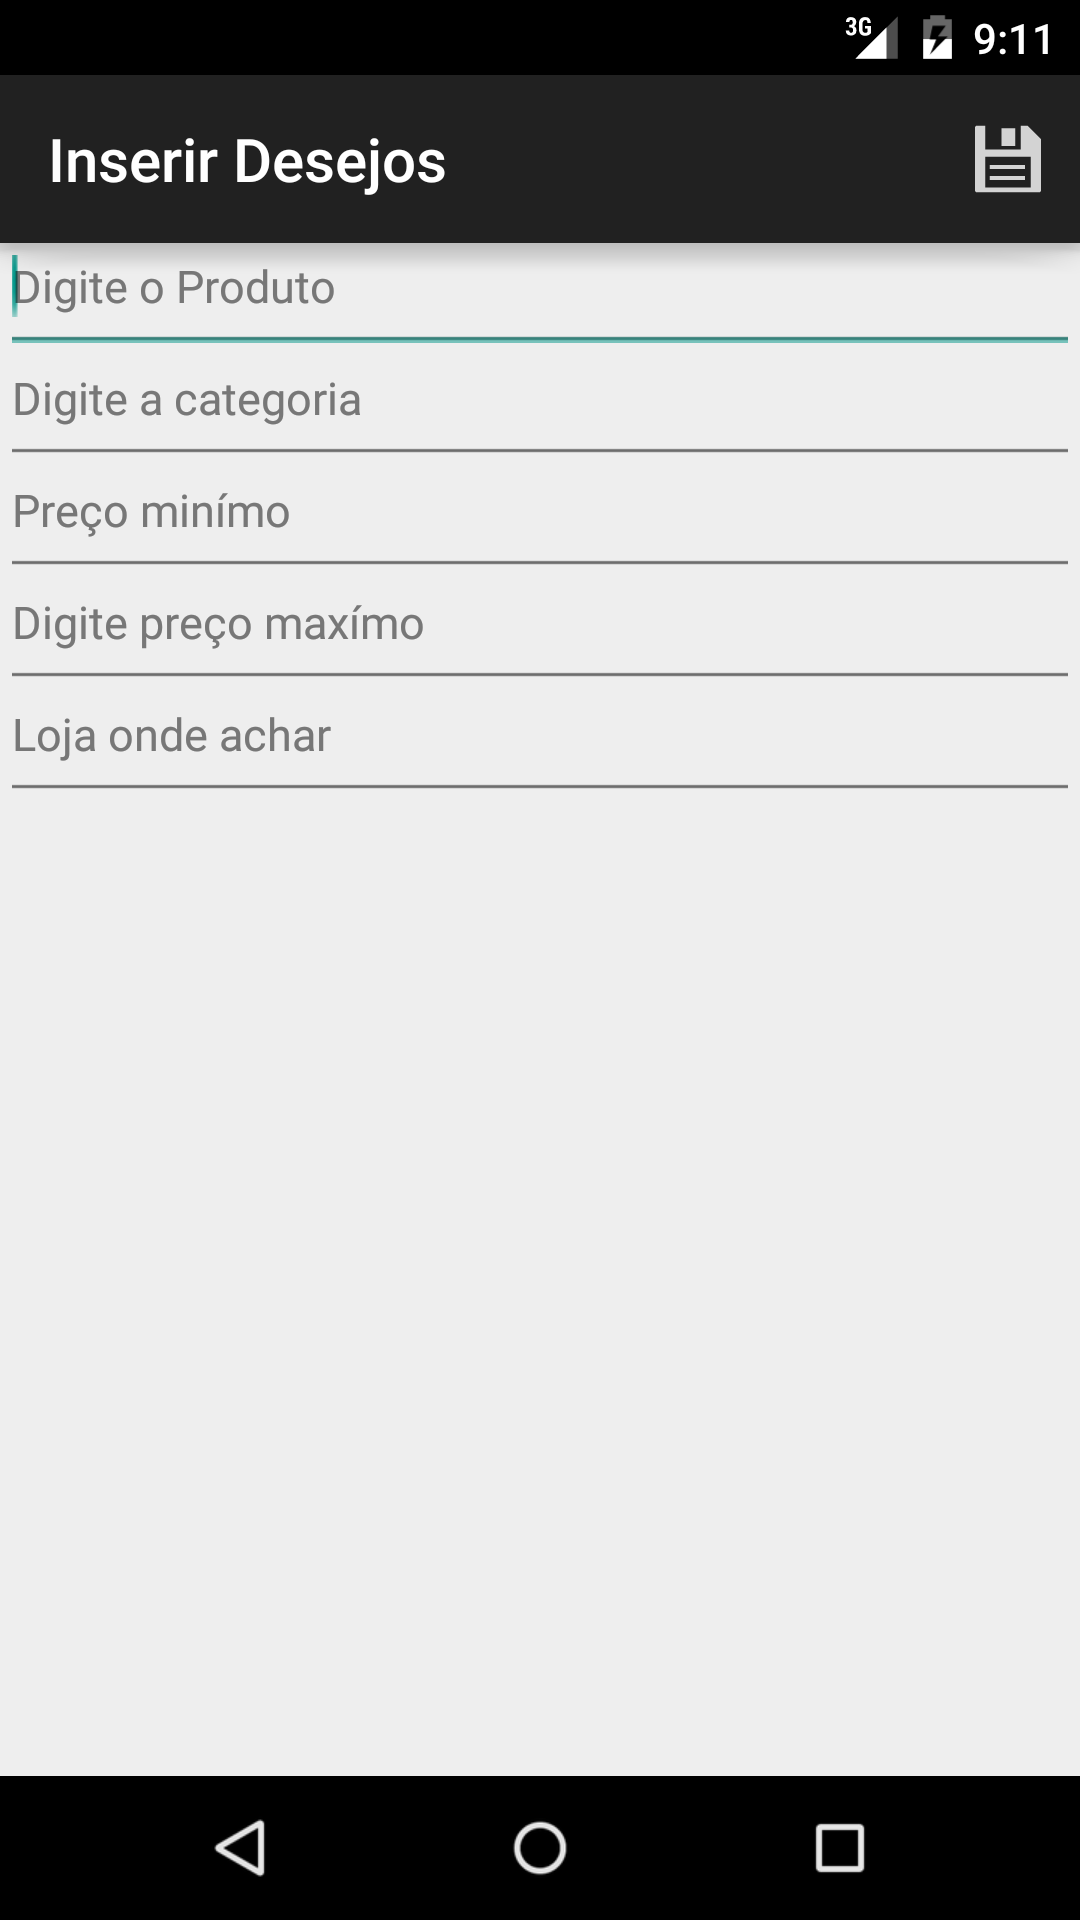 3G 9:11
Inserir Desejos
Digite o Produto
Digite a categoria
Preço minímo
Digite preço maxímo
Loja onde achar